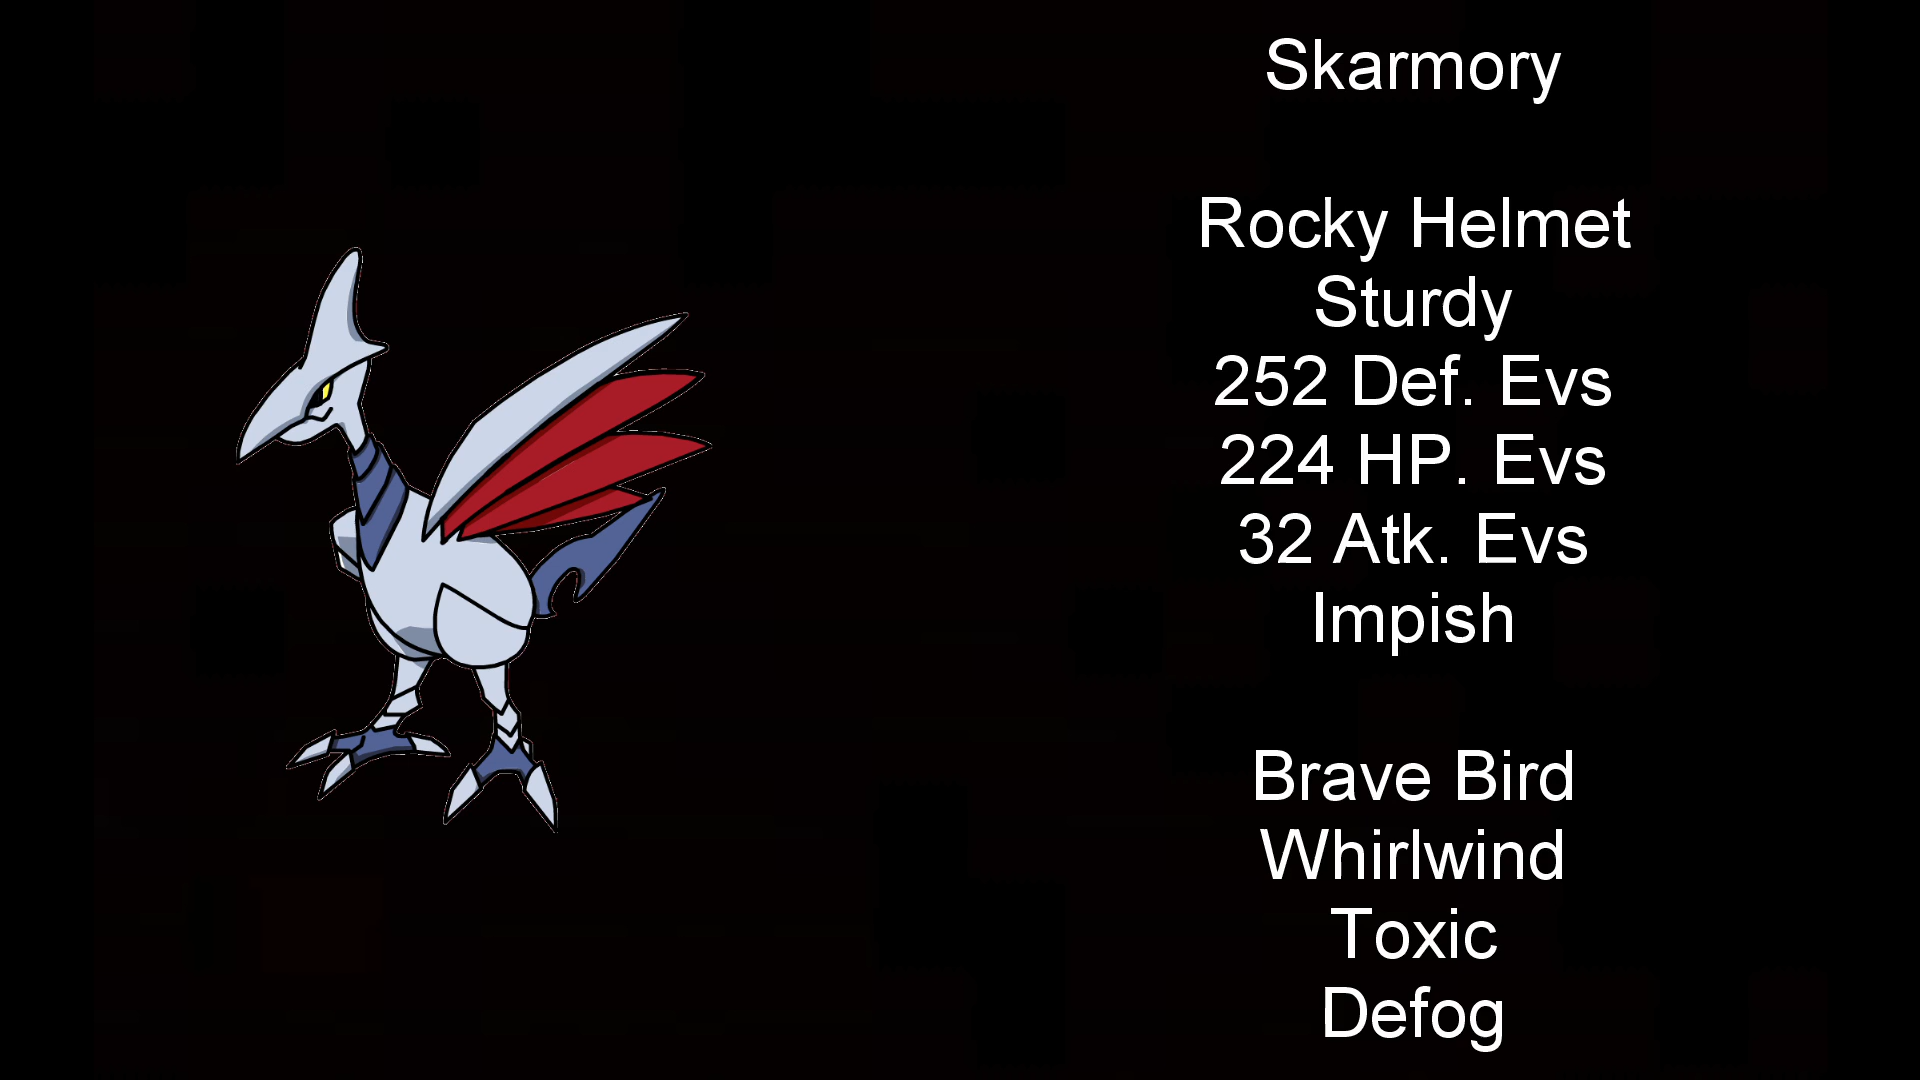 Skarmory
Rocky Helmet
Sturdy
252 Def. Evs
224 HP. Evs
32 Atk. Evs
Impish
Brave Bird
Whirlwind
Toxic
Defog